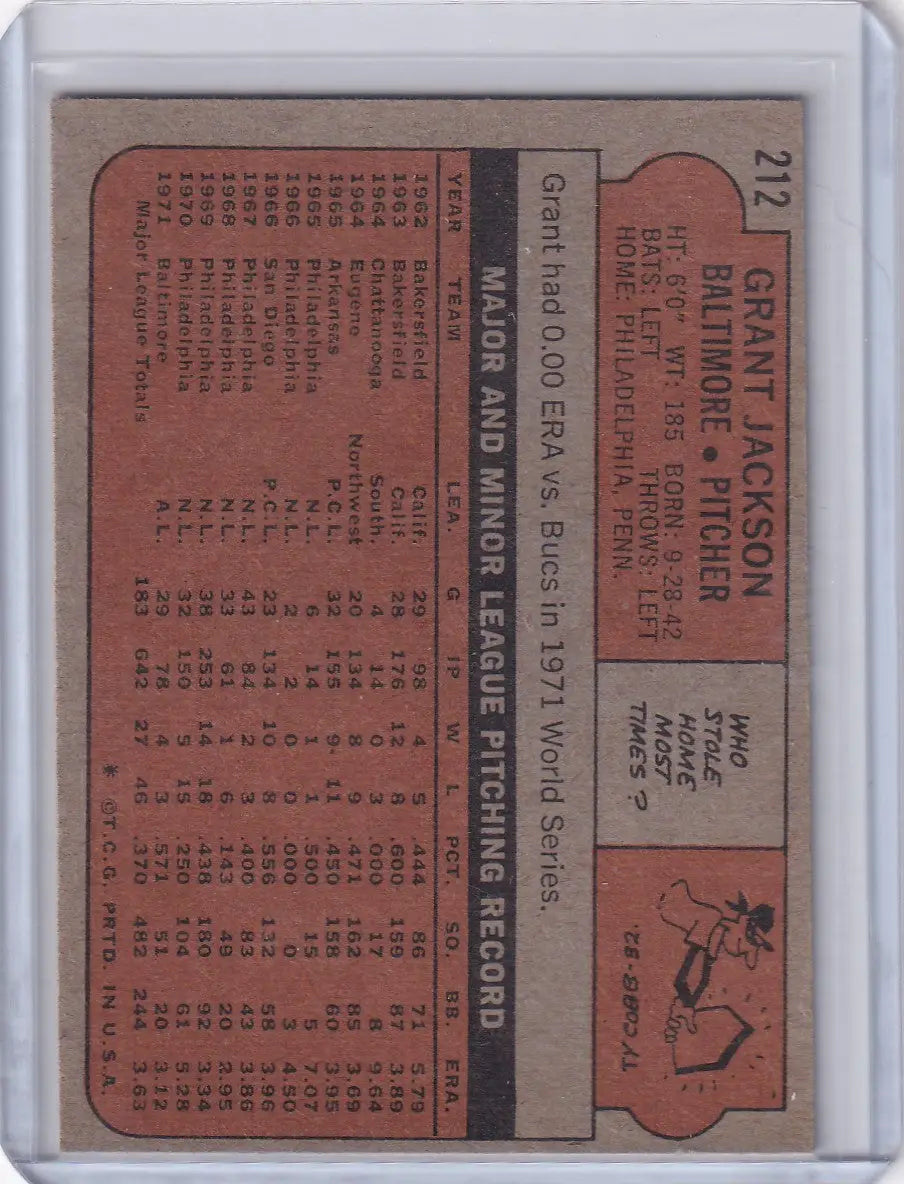 212
GRANT JACKSON
BALTIMORE • PITCHER
HT: 6'0" WT: 185 BORN: 9-28-42
BATS: LEFT THROWS: LEFT
HOME: PHILADELPHIA, PENN.
WHO
STOLE
HOME
MOST
TIMES?
TY COBB-32.
Grant had 0.00 ERA vs. Bucs in 1971 World Series.
MAJOR AND MINOR LEAGUE PITCHING RECORD
YEAR TEAM LEA. G IP W L PCT. SO. BB. ERA.
1962 Bakersfield Calif. 29 98 4 5 .444 86 71 5.79
1963 Bakersfield Calif. 28 176 12 8 .600 159 87 3.89
1964 Chattanooga South. 4 14 0 3 .000 17 8 9.64
1964 Eugene Northwest 20 134 8 9 .471 162 85 3.69
1965 Arkansas P.C.L. 32 155 9 11 .450 158 60 3.95
1965 Philadelphia N.L. 6 14 1 1 .500 15 5 7.07
1966 Philadelphia N.L. 2 2 0 0 .000 0 3 4.50
1966 San Diego P.C.L. 23 134 10 8 .556 132 58 3.96
1967 Philadelphia N.L. 43 84 2 3 .400 83 43 3.86
1968 Philadelphia N.L. 33 61 1 6 .143 49 20 2.95
1969 Philadelphia N.L. 38 253 14 18 .438 180 92 3.34
1970 Philadelphia N.L. 32 150 5 15 .250 104 61 5.28
1971 Baltimore A.L. 29 78 4 3 .571 51 20 3.12
Major League Totals 183 642 27 46 .370 482 244 3.63
* ©T.C.G. PRTD. IN U.S.A.